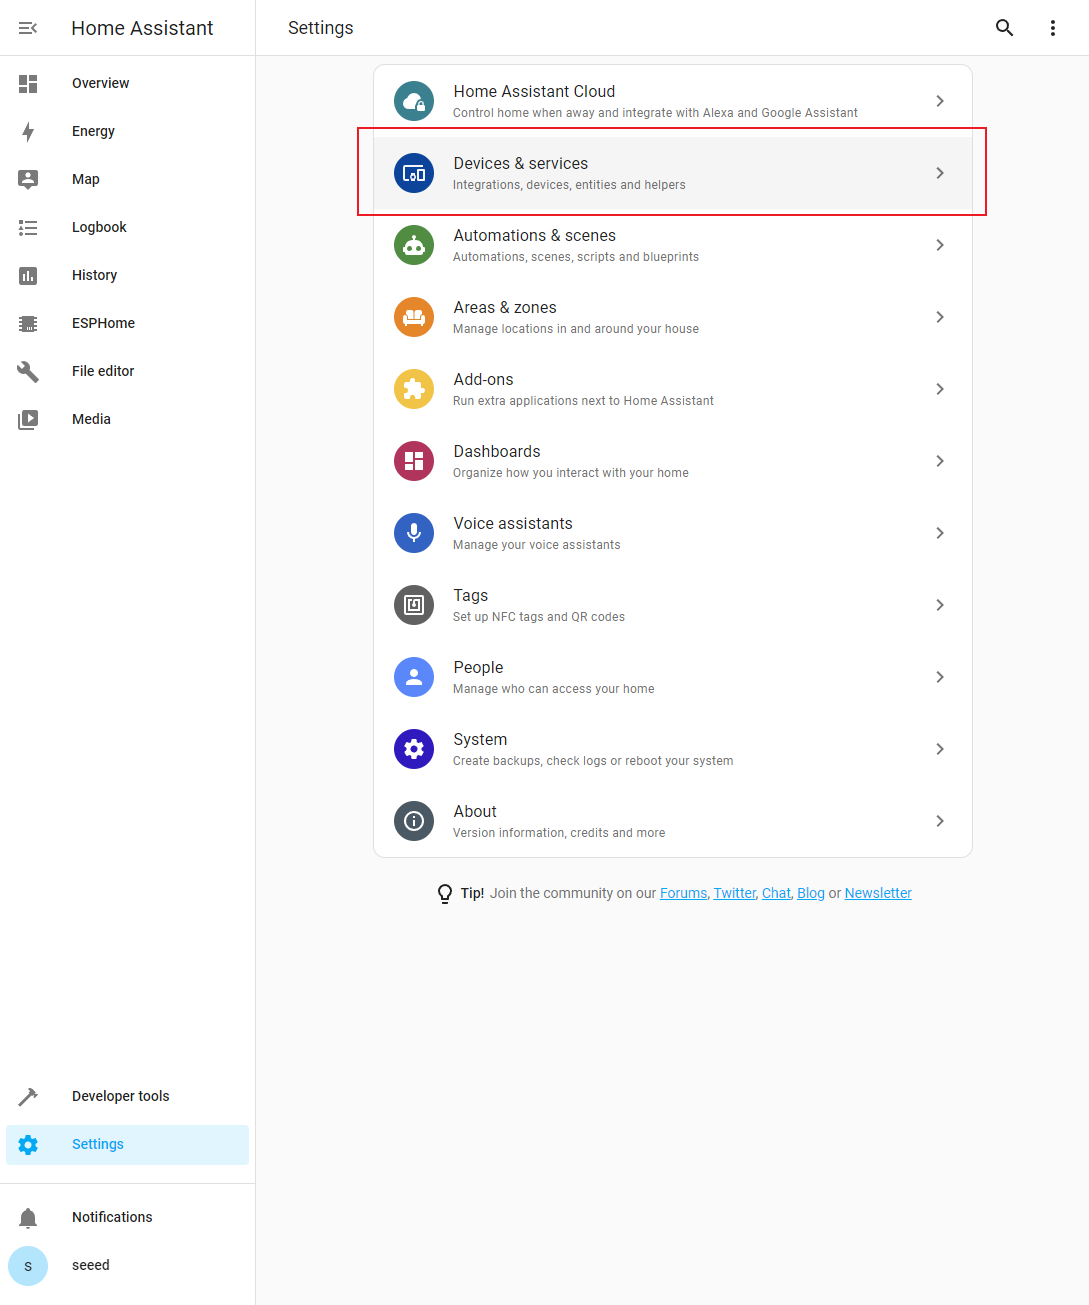 Home Assistant
Settings
Overview
Energy
Map
Logbook
History
ESPHome
File editor
Media
Developer tools
Settings
Notifications
s
seeed
Home Assistant Cloud
Control home when away and integrate with Alexa and Google Assistant
Devices & services
Integrations, devices, entities and helpers
Automations & scenes
Automations, scenes, scripts and blueprints
Areas & zones
Manage locations in and around your house
Add-ons
Run extra applications next to Home Assistant
Dashboards
Organize how you interact with your home
Voice assistants
Manage your voice assistants
Tags
Set up NFC tags and QR codes
People
Manage who can access your home
System
Create backups, check logs or reboot your system
About
Version information, credits and more
Tip! Join the community on our Forums, Twitter, Chat, Blog or Newsletter